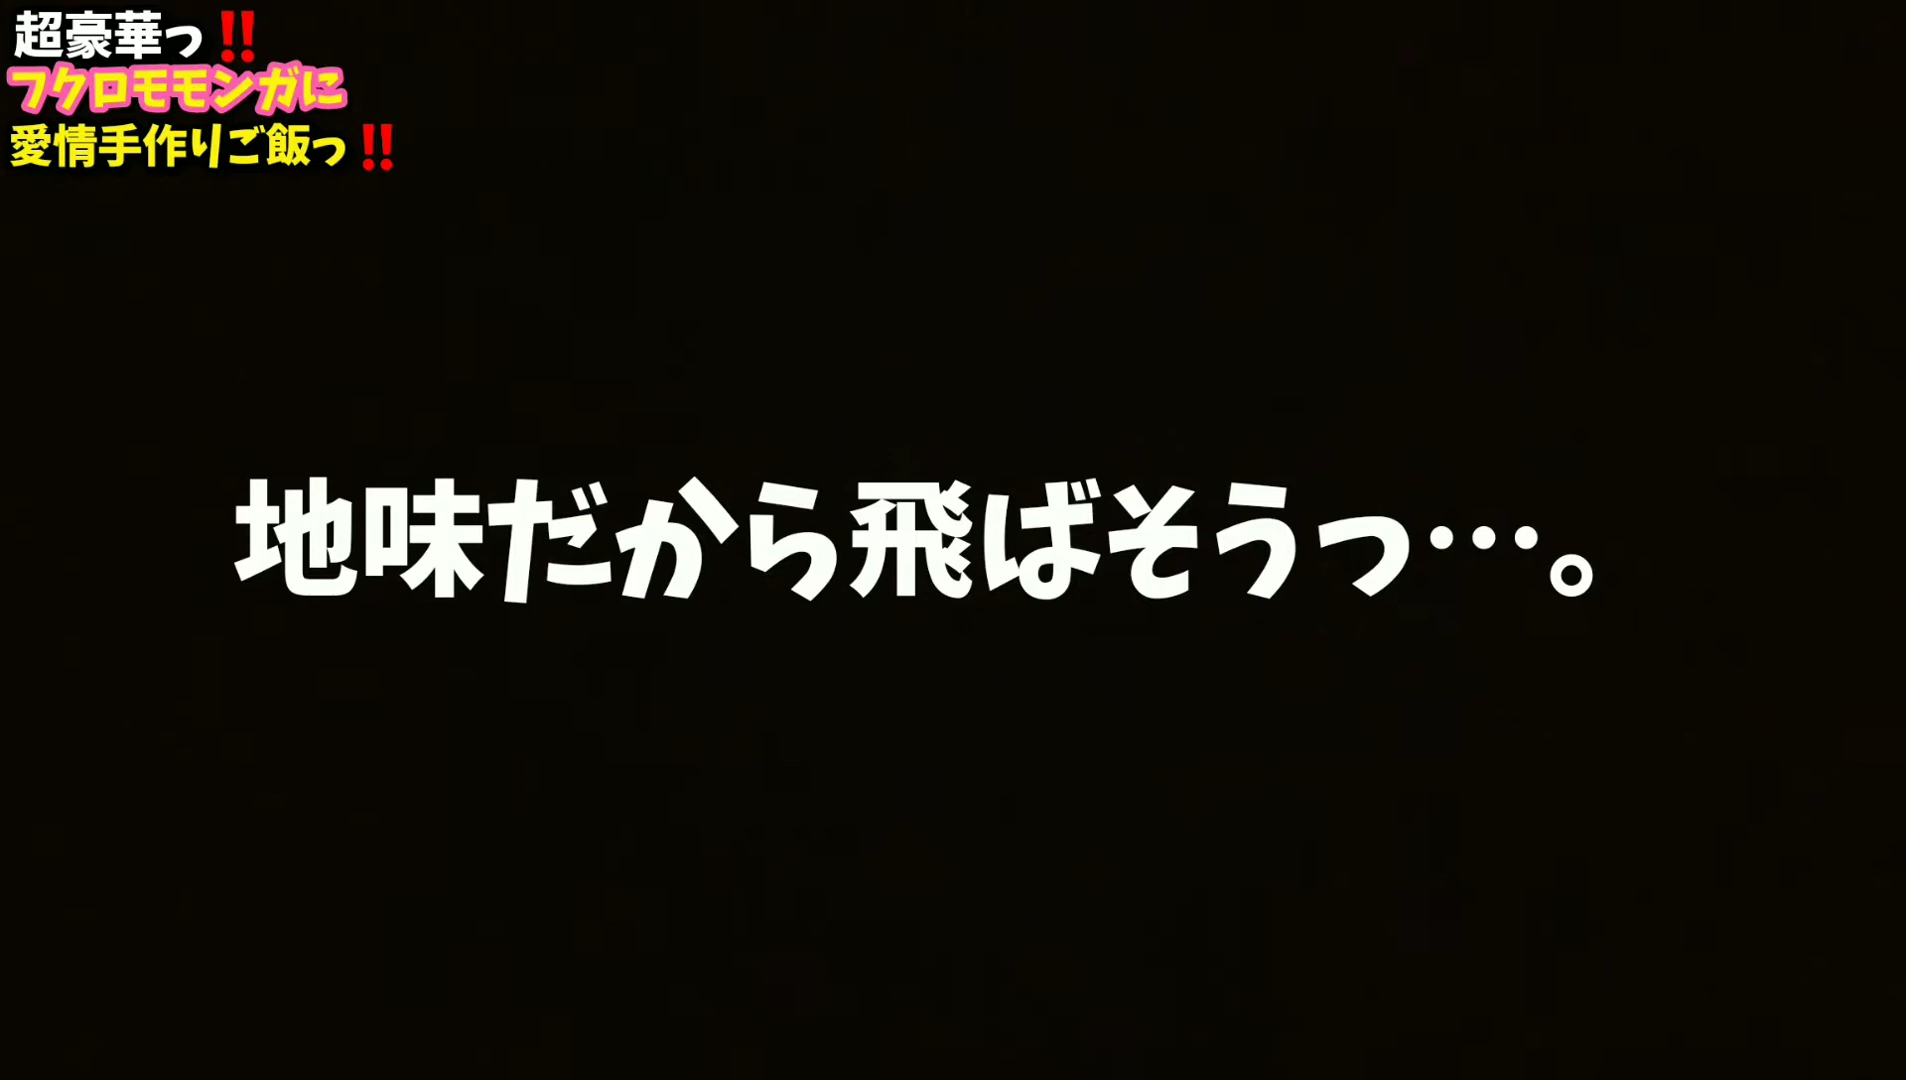 超豪華っ‼️
フクロモモンガに
愛情手作りご飯っ‼️
地味だから飛ばそうっ…。